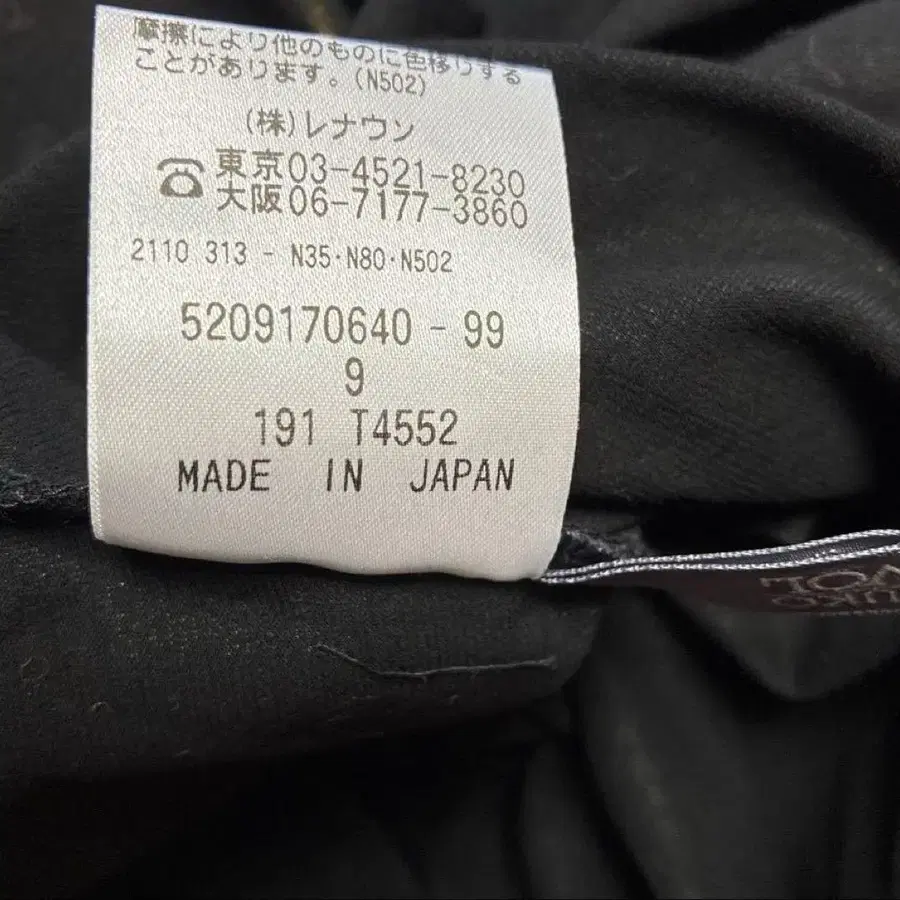 摩擦により他のものに色移りする
ことがあります。(N502)
(株)レナウン
☎東京03-4521-8230
大阪06-7177-3860
2110 313 - N35·N80·N502
5209170640 - 99
9
191 T4552
MADE IN JAPAN